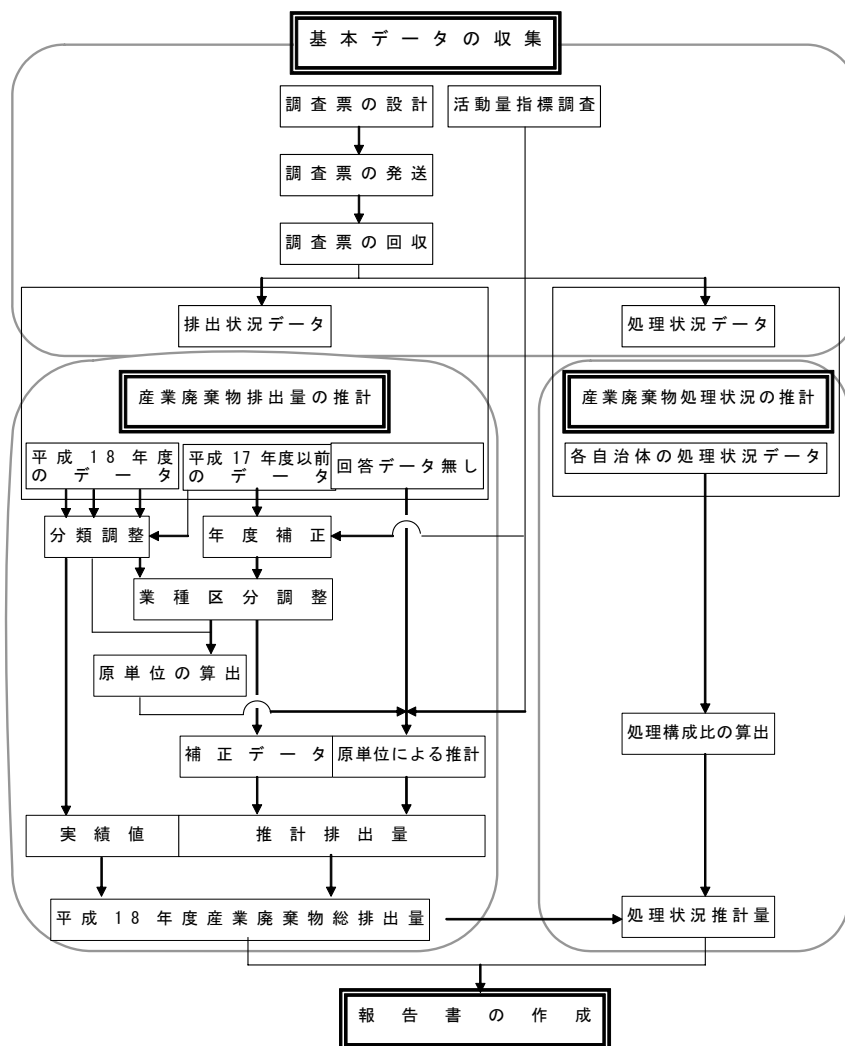 基本データの収集
調査票の設計
活動量指標調査
調査票の発送
調査票の回収
排出状況データ
処理状況データ
産業廃棄物排出量の推計
産業廃棄物処理状況の推計
平成18年度
のデータ
平成17年度以前
のデータ
回答データ無し
各自治体の処理状況データ
分類調整
年度補正
業種区分調整
原単位の算出
補正データ
原単位による推計
処理構成比の算出
実績値
推計排出量
平成18年度産業廃棄物総排出量
処理状況推計量
報告書の作成